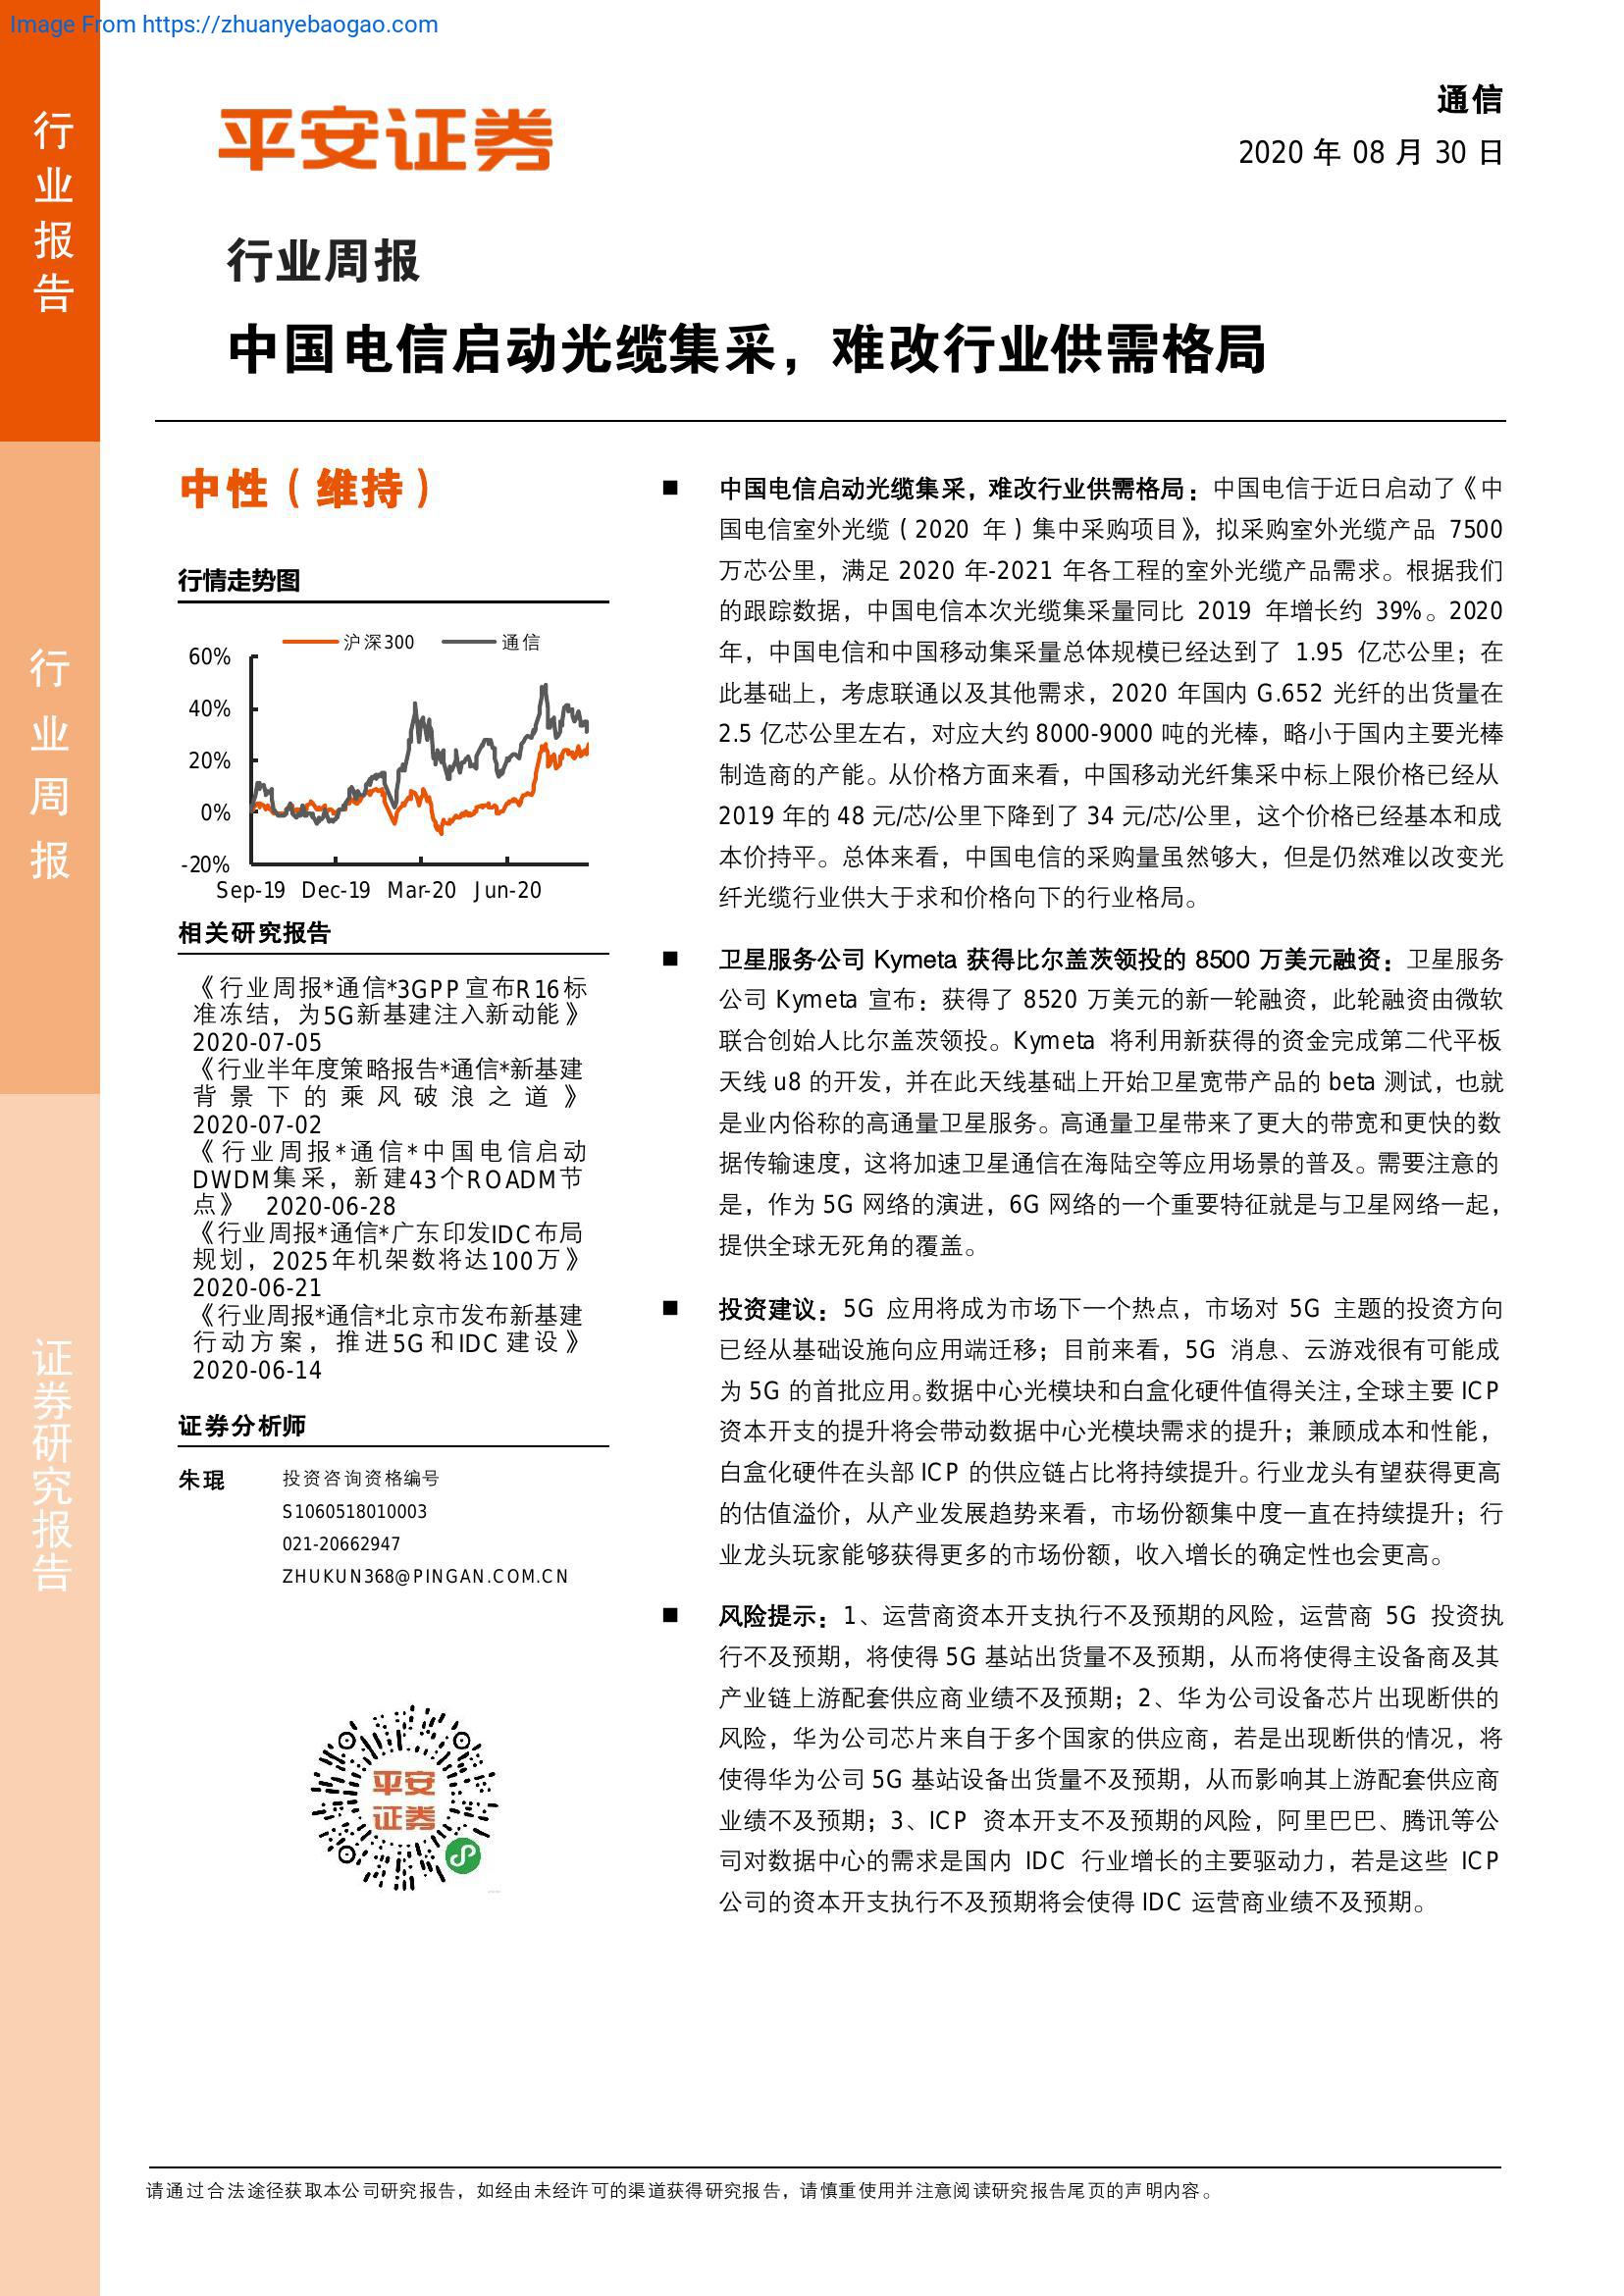 Image From https://zhuanyebaogao.com
行业报告
行业周报
证券研究报告
平安证券
通信
2020 年 08 月 30 日
行业周报
中国电信启动光缆集采，难改行业供需格局
中性（维持）
行情走势图
沪深300 通信
60%
40%
20%
0%
-20%
Sep-19 Dec-19 Mar-20 Jun-20
相关研究报告
《行业周报*通信*3GPP宣布R16标
准冻结，为5G新基建注入新动能》
2020-07-05
《行业半年度策略报告*通信*新基建
背景下的乘风破浪之道》
2020-07-02
《行业周报*通信*中国电信启动
DWDM集采，新建43个ROADM节
点》 2020-06-28
《行业周报*通信*广东印发IDC布局
规划，2025年机架数将达100万》
2020-06-21
《行业周报*通信*北京市发布新基建
行动方案，推进5G和IDC建设》
2020-06-14
证券分析师
朱琨 投资咨询资格编号
S1060518010003
021-20662947
ZHUKUN368@PINGAN.COM.CN
平安
证券
■ 中国电信启动光缆集采，难改行业供需格局：中国电信于近日启动了《中
国电信室外光缆（2020 年）集中采购项目》，拟采购室外光缆产品 7500
万芯公里，满足 2020 年-2021 年各工程的室外光缆产品需求。根据我们
的跟踪数据，中国电信本次光缆集采量同比 2019 年增长约 39%。2020
年，中国电信和中国移动集采量总体规模已经达到了 1.95 亿芯公里；在
此基础上，考虑联通以及其他需求，2020 年国内 G.652 光纤的出货量在
2.5 亿芯公里左右，对应大约 8000-9000 吨的光棒，略小于国内主要光棒
制造商的产能。从价格方面来看，中国移动光纤集采中标上限价格已经从
2019 年的 48 元/芯/公里下降到了 34 元/芯/公里，这个价格已经基本和成
本价持平。总体来看，中国电信的采购量虽然够大，但是仍然难以改变光
纤光缆行业供大于求和价格向下的行业格局。
■ 卫星服务公司 Kymeta 获得比尔盖茨领投的 8500 万美元融资：卫星服务
公司 Kymeta 宣布：获得了 8520 万美元的新一轮融资，此轮融资由微软
联合创始人比尔盖茨领投。Kymeta 将利用新获得的资金完成第二代平板
天线 u8 的开发，并在此天线基础上开始卫星宽带产品的 beta 测试，也就
是业内俗称的高通量卫星服务。高通量卫星带来了更大的带宽和更快的数
据传输速度，这将加速卫星通信在海陆空等应用场景的普及。需要注意的
是，作为 5G 网络的演进，6G 网络的一个重要特征就是与卫星网络一起，
提供全球无死角的覆盖。
■ 投资建议：5G 应用将成为市场下一个热点，市场对 5G 主题的投资方向
已经从基础设施向应用端迁移；目前来看，5G 消息、云游戏很有可能成
为 5G 的首批应用。数据中心光模块和白盒化硬件值得关注，全球主要 ICP
资本开支的提升将会带动数据中心光模块需求的提升；兼顾成本和性能，
白盒化硬件在头部 ICP 的供应链占比将持续提升。行业龙头有望获得更高
的估值溢价，从产业发展趋势来看，市场份额集中度一直在持续提升；行
业龙头玩家能够获得更多的市场份额，收入增长的确定性也会更高。
■ 风险提示：1、运营商资本开支执行不及预期的风险，运营商 5G 投资执
行不及预期，将使得 5G 基站出货量不及预期，从而将使得主设备商及其
产业链上游配套供应商业绩不及预期；2、华为公司设备芯片出现断供的
风险，华为公司芯片来自于多个国家的供应商，若是出现断供的情况，将
使得华为公司 5G 基站设备出货量不及预期，从而影响其上游配套供应商
业绩不及预期；3、ICP 资本开支不及预期的风险，阿里巴巴、腾讯等公
司对数据中心的需求是国内 IDC 行业增长的主要驱动力，若是这些 ICP
公司的资本开支执行不及预期将会使得 IDC 运营商业绩不及预期。
请通过合法途径获取本公司研究报告，如经由未经许可的渠道获得研究报告，请慎重使用并注意阅读研究报告尾页的声明内容。